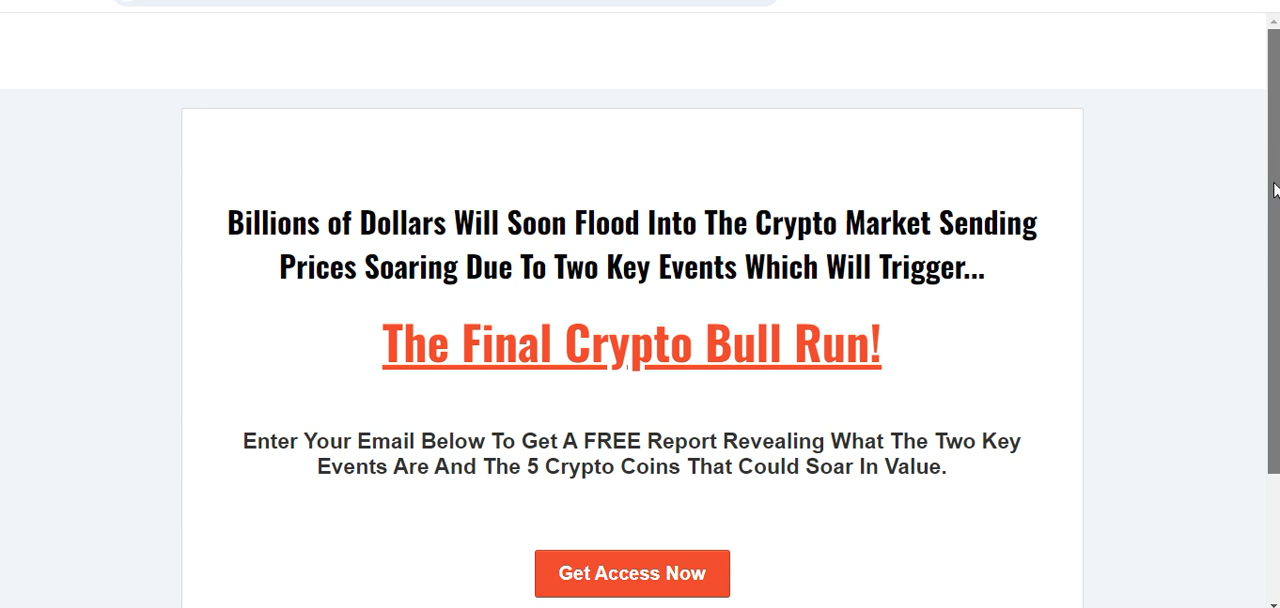 Billions of Dollars Will Soon Flood Into The Crypto Market Sending
Prices Soaring Due To Two Key Events Which Will Trigger...
The Final Crypto Bull Run!
Enter Your Email Below To Get A FREE Report Revealing What The Two Key
Events Are And The 5 Crypto Coins That Could Soar In Value.
Get Access Now